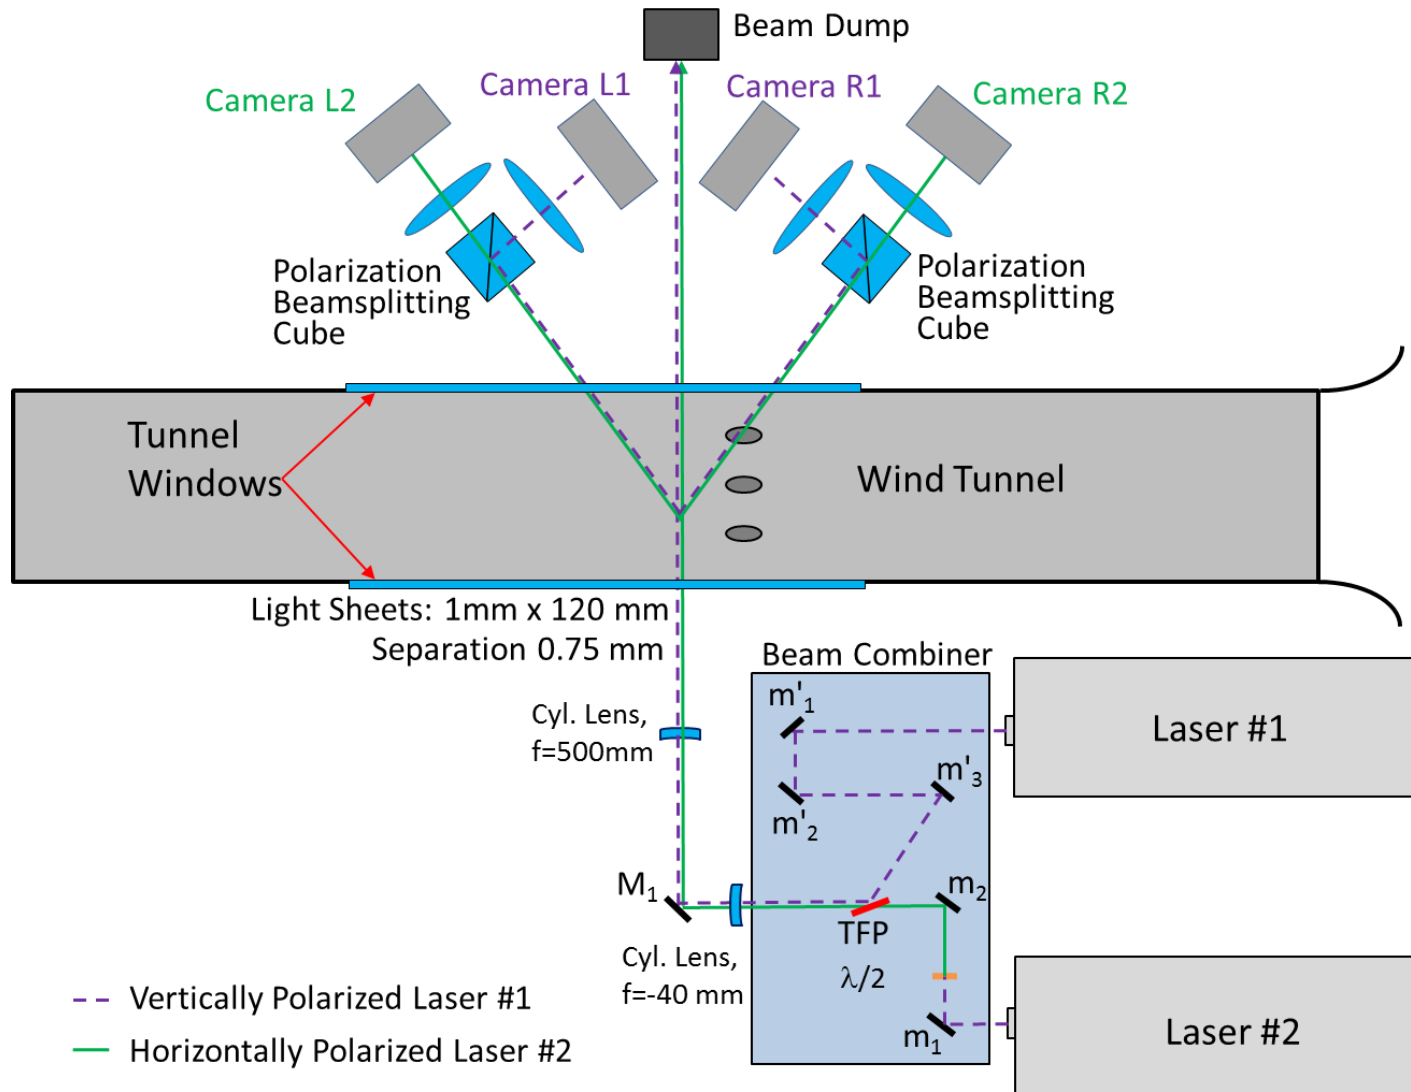 Beam Dump
Camera L2
Camera L1
Camera R1
Camera R2
Polarization
Beamsplitting
Cube
Polarization
Beamsplitting
Cube
Tunnel
Windows
Wind Tunnel
Light Sheets: 1mm x 120 mm
Separation 0.75 mm
Beam Combiner
Cyl. Lens,
f=500mm
m'₁
m'₂
m'₃
Laser #1
M₁
m₂
TFP
λ/2
Cyl. Lens,
f=-40 mm
m₁
Laser #2
Vertically Polarized Laser #1
Horizontally Polarized Laser #2